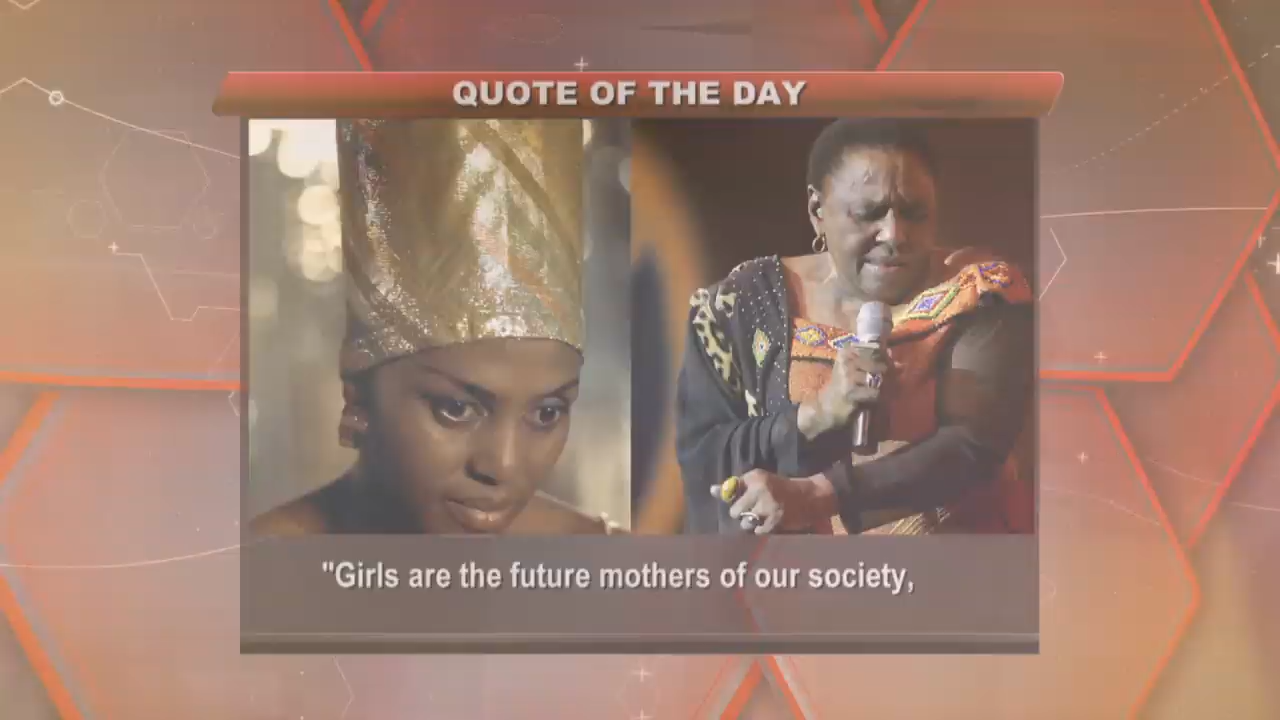 QUOTE OF THE DAY
"Girls are the future mothers of our society,